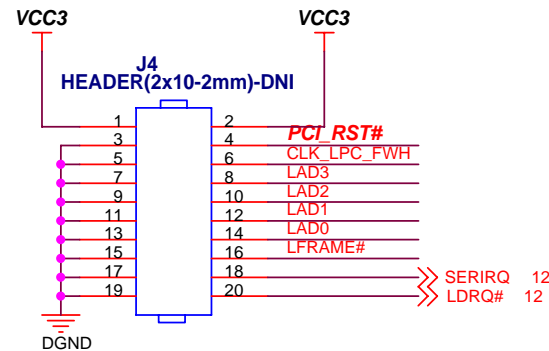 VCC3 VCC3
J4
HEADER(2x10-2mm)-DNI
1 2
PCI_RST#
3 4
CLK_LPC_FWH
5 6
LAD3
7 8
LAD2
9 10
LAD1
11 12
LAD0
13 14
LFRAME#
15 16
17 18 SERIRQ 12
19 20 LDRQ# 12
DGND